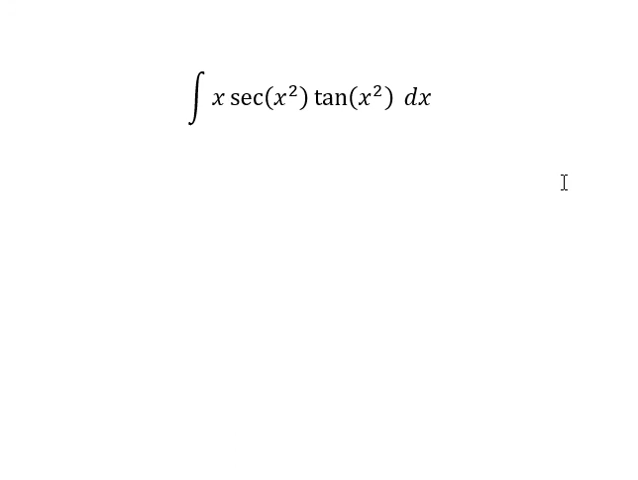 ∫ x sec(x²) tan(x²) dx